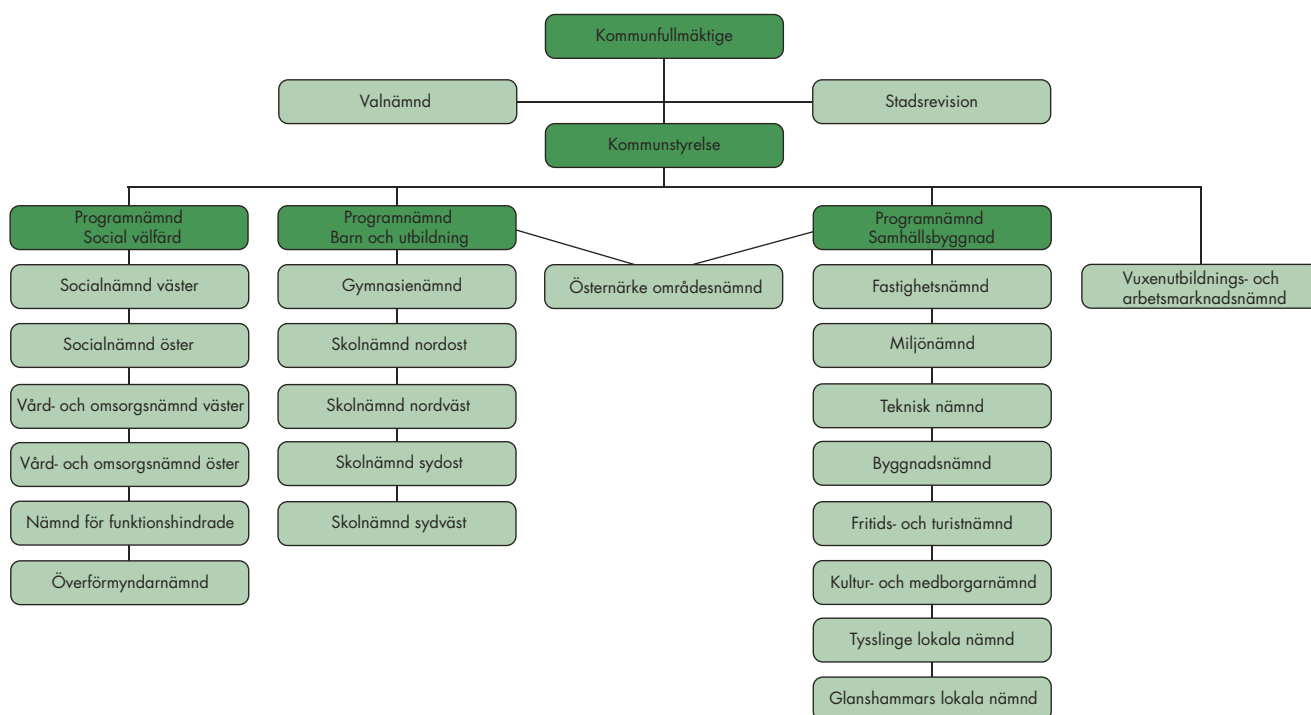 Kommunfullmäktige
Valnämnd
Stadsrevision
Kommunstyrelse
Programnämnd
Social välfärd
Programnämnd
Barn och utbildning
Programnämnd
Samhällsbyggnad
Socialnämnd väster
Socialnämnd öster
Vård- och omsorgsnämnd väster
Vård- och omsorgsnämnd öster
Nämnd för funktionshindrade
Överförmyndarnämnd
Gymnasienämnd
Skolnämnd nordost
Skolnämnd nordväst
Skolnämnd sydost
Skolnämnd sydväst
Östernärke områdesnämnd
Fastighetsnämnd
Miljönämnd
Teknisk nämnd
Byggnadsnämnd
Fritids- och turistnämnd
Kultur- och medborgarnämnd
Tysslinge lokala nämnd
Glanshammars lokala nämnd
Vuxenutbildnings- och
arbetsmarknadsnämnd